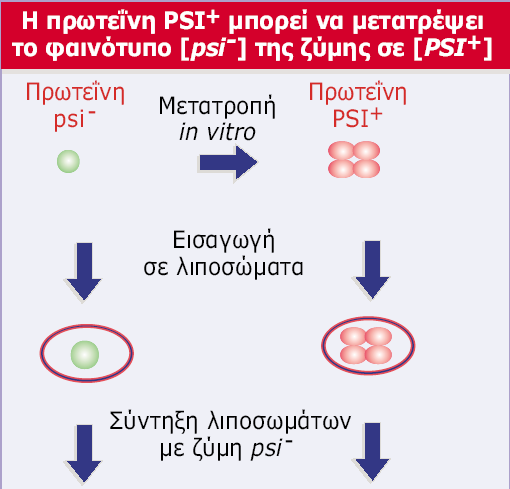 Η πρωτεΐνη PSI⁺ μπορεί να μετατρέψει
το φαινότυπο [psi⁻] της ζύμης σε [PSI⁺]
Πρωτεΐνη
psi⁻
Μετατροπή
in vitro
Πρωτεΐνη
PSI⁺
Εισαγωγή
σε λιποσώματα
Σύντηξη λιποσωμάτων
με ζύμη psi⁻